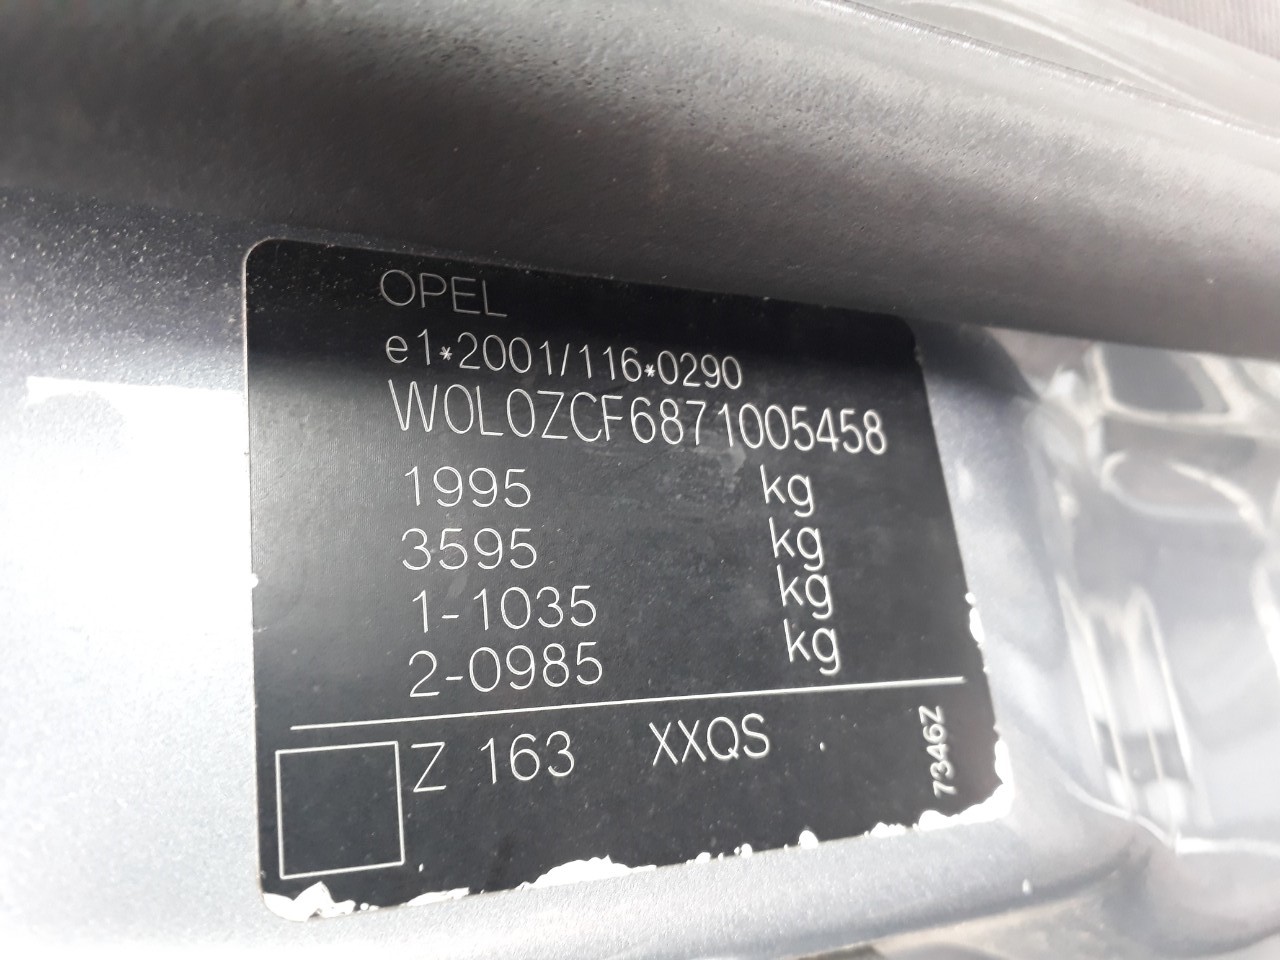 OPEL
e1*2001/116*0290
W0L0ZCF6871005458
1995 kg
3595 kg
1-1035 kg
2-0985 kg
Z 163 XXQS
7346Z